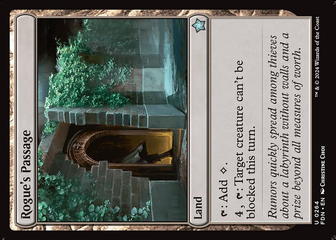 Rogue's Passage
Land
{T}: Add {C}.
4, {T}: Target creature can't be
blocked this turn.
Rumors quickly spread among thieves
about a labyrinth without walls and a
prize beyond all measures of worth.
U 0264
FDN • EN Christine Choi
™ & © 2024 Wizards of the Coast